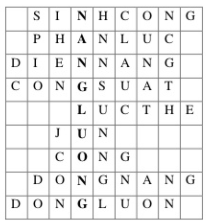 SINHCONG
PHANLUC
DIENNANG
CONGSUAT
LUCTHE
JUN
CONG
DONGNANG
DONGLUON